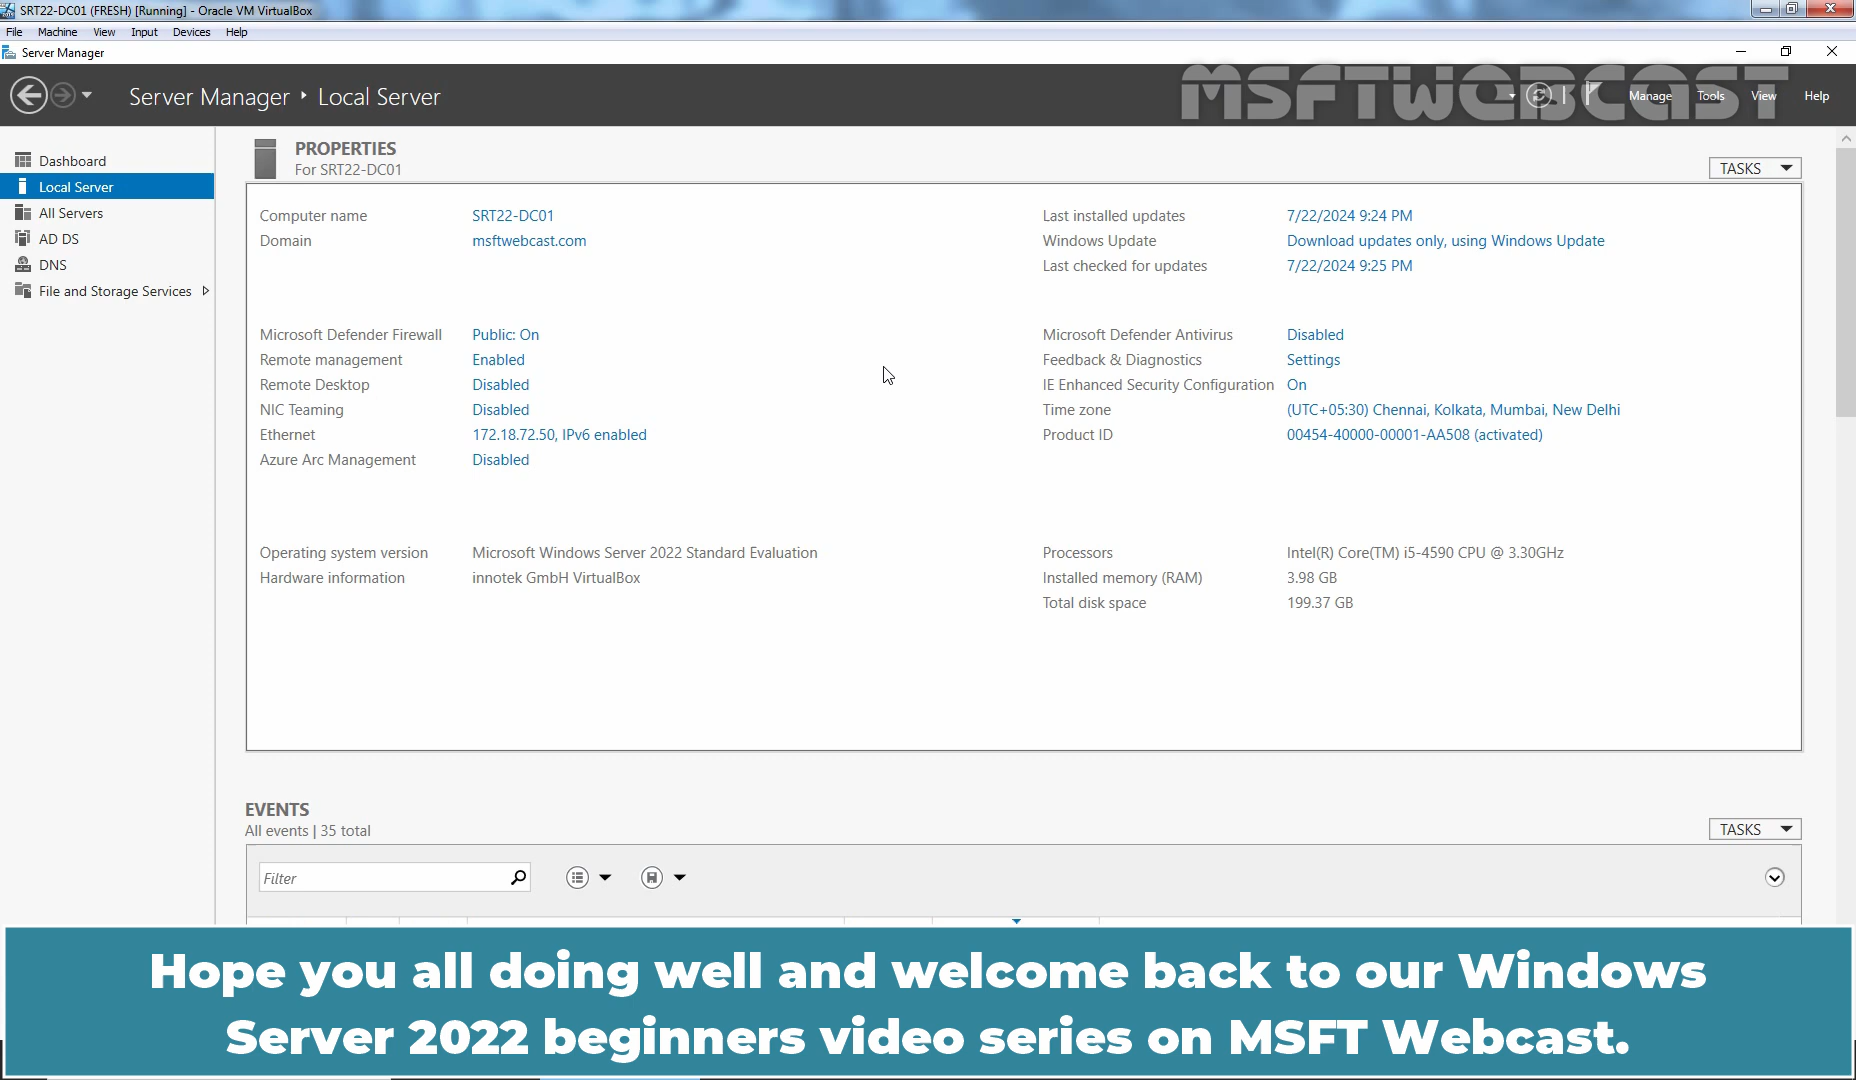 SRT22-DC01 (FRESH) [Running] - Oracle VM VirtualBox
File Machine View Input Devices Help
Server Manager
Server Manager ‣ Local Server
MSFTWEBCAST
Manage Tools View Help
Dashboard
Local Server
All Servers
AD DS
DNS
File and Storage Services
PROPERTIES
For SRT22-DC01
TASKS
Computer name SRT22-DC01
Domain msftwebcast.com
Last installed updates 7/22/2024 9:24 PM
Windows Update Download updates only, using Windows Update
Last checked for updates 7/22/2024 9:25 PM
Microsoft Defender Firewall Public: On
Remote management Enabled
Remote Desktop Disabled
NIC Teaming Disabled
Ethernet 172.18.72.50, IPv6 enabled
Azure Arc Management Disabled
Microsoft Defender Antivirus Disabled
Feedback & Diagnostics Settings
IE Enhanced Security Configuration On
Time zone (UTC+05:30) Chennai, Kolkata, Mumbai, New Delhi
Product ID 00454-40000-00001-AA508 (activated)
Operating system version Microsoft Windows Server 2022 Standard Evaluation
Hardware information innotek GmbH VirtualBox
Processors Intel(R) Core(TM) i5-4590 CPU @ 3.30GHz
Installed memory (RAM) 3.98 GB
Total disk space 199.37 GB
EVENTS
All events | 35 total
TASKS
Filter
Hope you all doing well and welcome back to our Windows
Server 2022 beginners video series on MSFT Webcast.